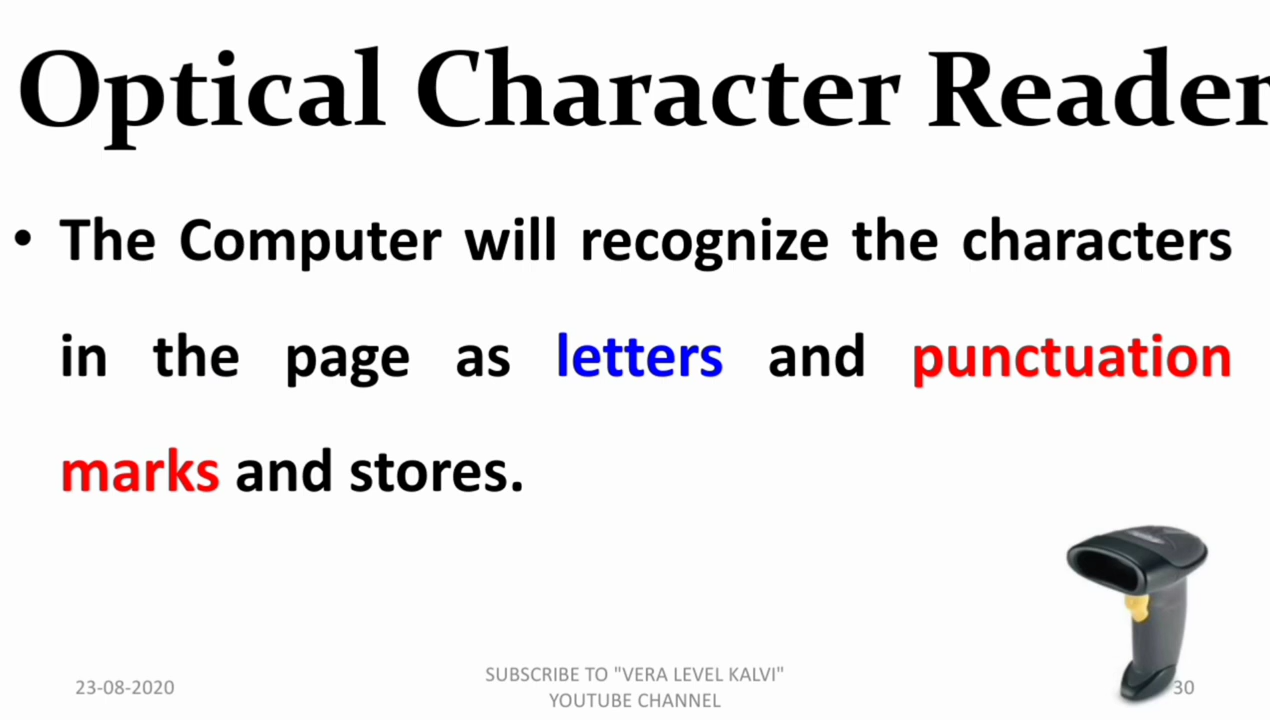 Optical Character Reader
• The Computer will recognize the characters
in the page as letters and punctuation
marks and stores.
23-08-2020
SUBSCRIBE TO "VERA LEVEL KALVI"
YOUTUBE CHANNEL
30